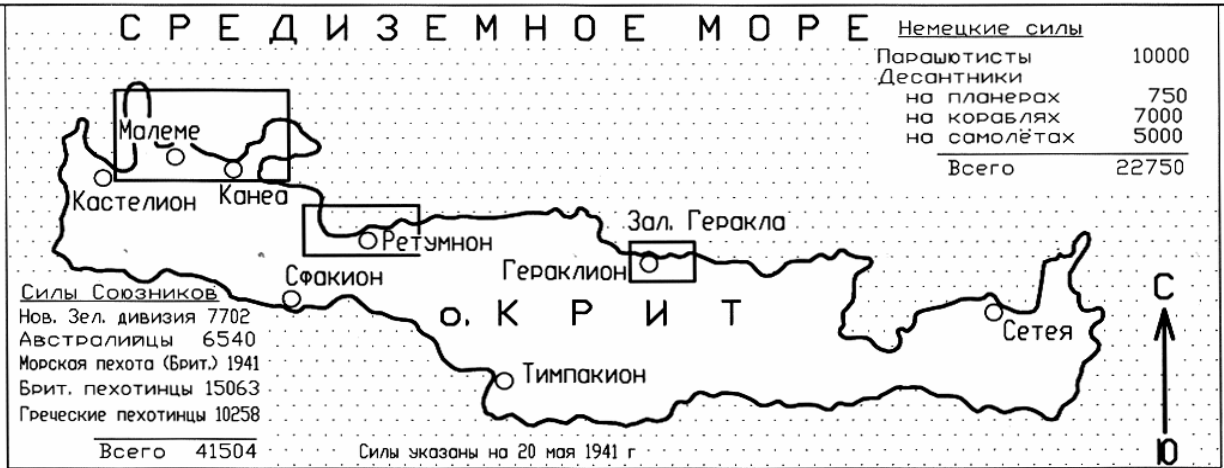 СРЕДИЗЕМНОЕ МОРЕ
Немецкие силы
Парашютисты 10000
Десантники
на планерах 750
на кораблях 7000
на самолётах 5000
Всего 22750
Малеме
Кастелион
Канеа
Ретумнон
Зал. Геракла
Гераклион
Сфакион
о. КРИТ
Сетея
Тимпакион
С
Ю
Силы Союзников
Нов. Зел. дивизия 7702
Австралийцы 6540
Морская пехота (Брит.) 1941
Брит. пехотинцы 15063
Греческие пехотинцы 10258
Всего 41504
Силы указаны на 20 мая 1941 г